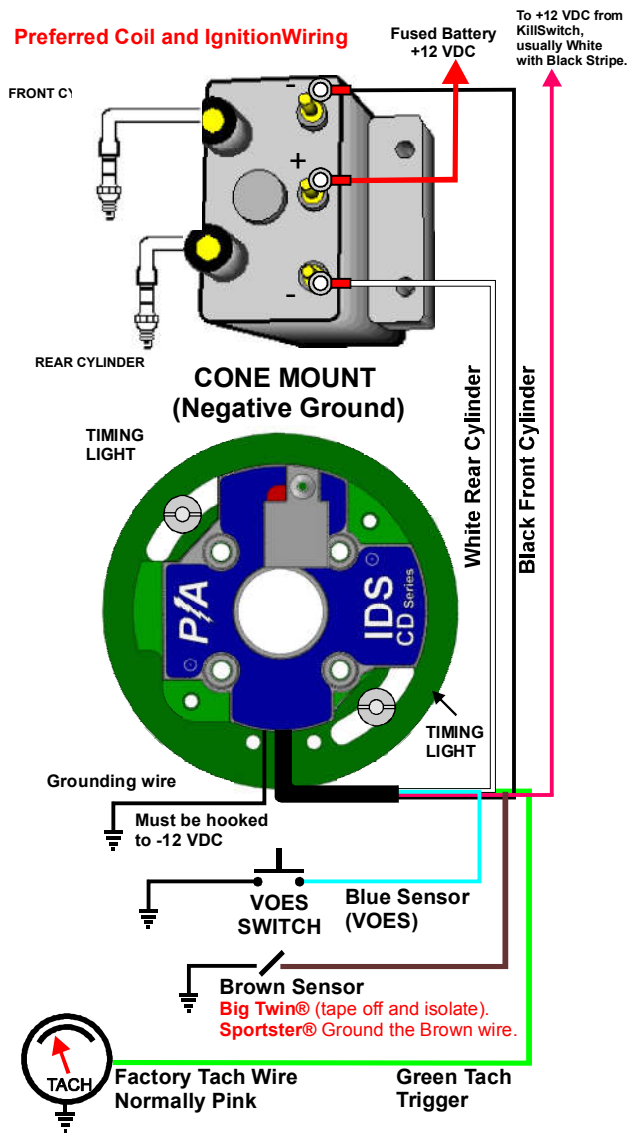 Preferred Coil and IgnitionWiring
Fused Battery
+12 VDC
To +12 VDC from
KillSwitch,
usually White
with Black Stripe.
FRONT CY
-
+
-
REAR CYLINDER
CONE MOUNT
(Negative Ground)
White Rear Cylinder
Black Front Cylinder
TIMING
LIGHT
P/A
IDS
CD Series
TIMING
LIGHT
Grounding wire
Must be hooked
to -12 VDC
VOES
SWITCH
Blue Sensor
(VOES)
Brown Sensor
Big Twin® (tape off and isolate).
Sportster® Ground the Brown wire.
TACH
Factory Tach Wire
Normally Pink
Green Tach
Trigger